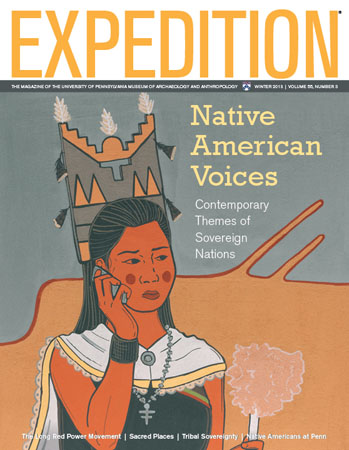 EXPEDITION
THE MAGAZINE OF THE UNIVERSITY OF PENNSYLVANIA MUSEUM OF ARCHAEOLOGY AND ANTHROPOLOGY WINTER 2013 | VOLUME 55, NUMBER 3
Native
American
Voices
Contemporary
Themes of
Sovereign
Nations
The Long Red Power Movement | Sacred Places | Tribal Sovereignty | Native Americans at Penn